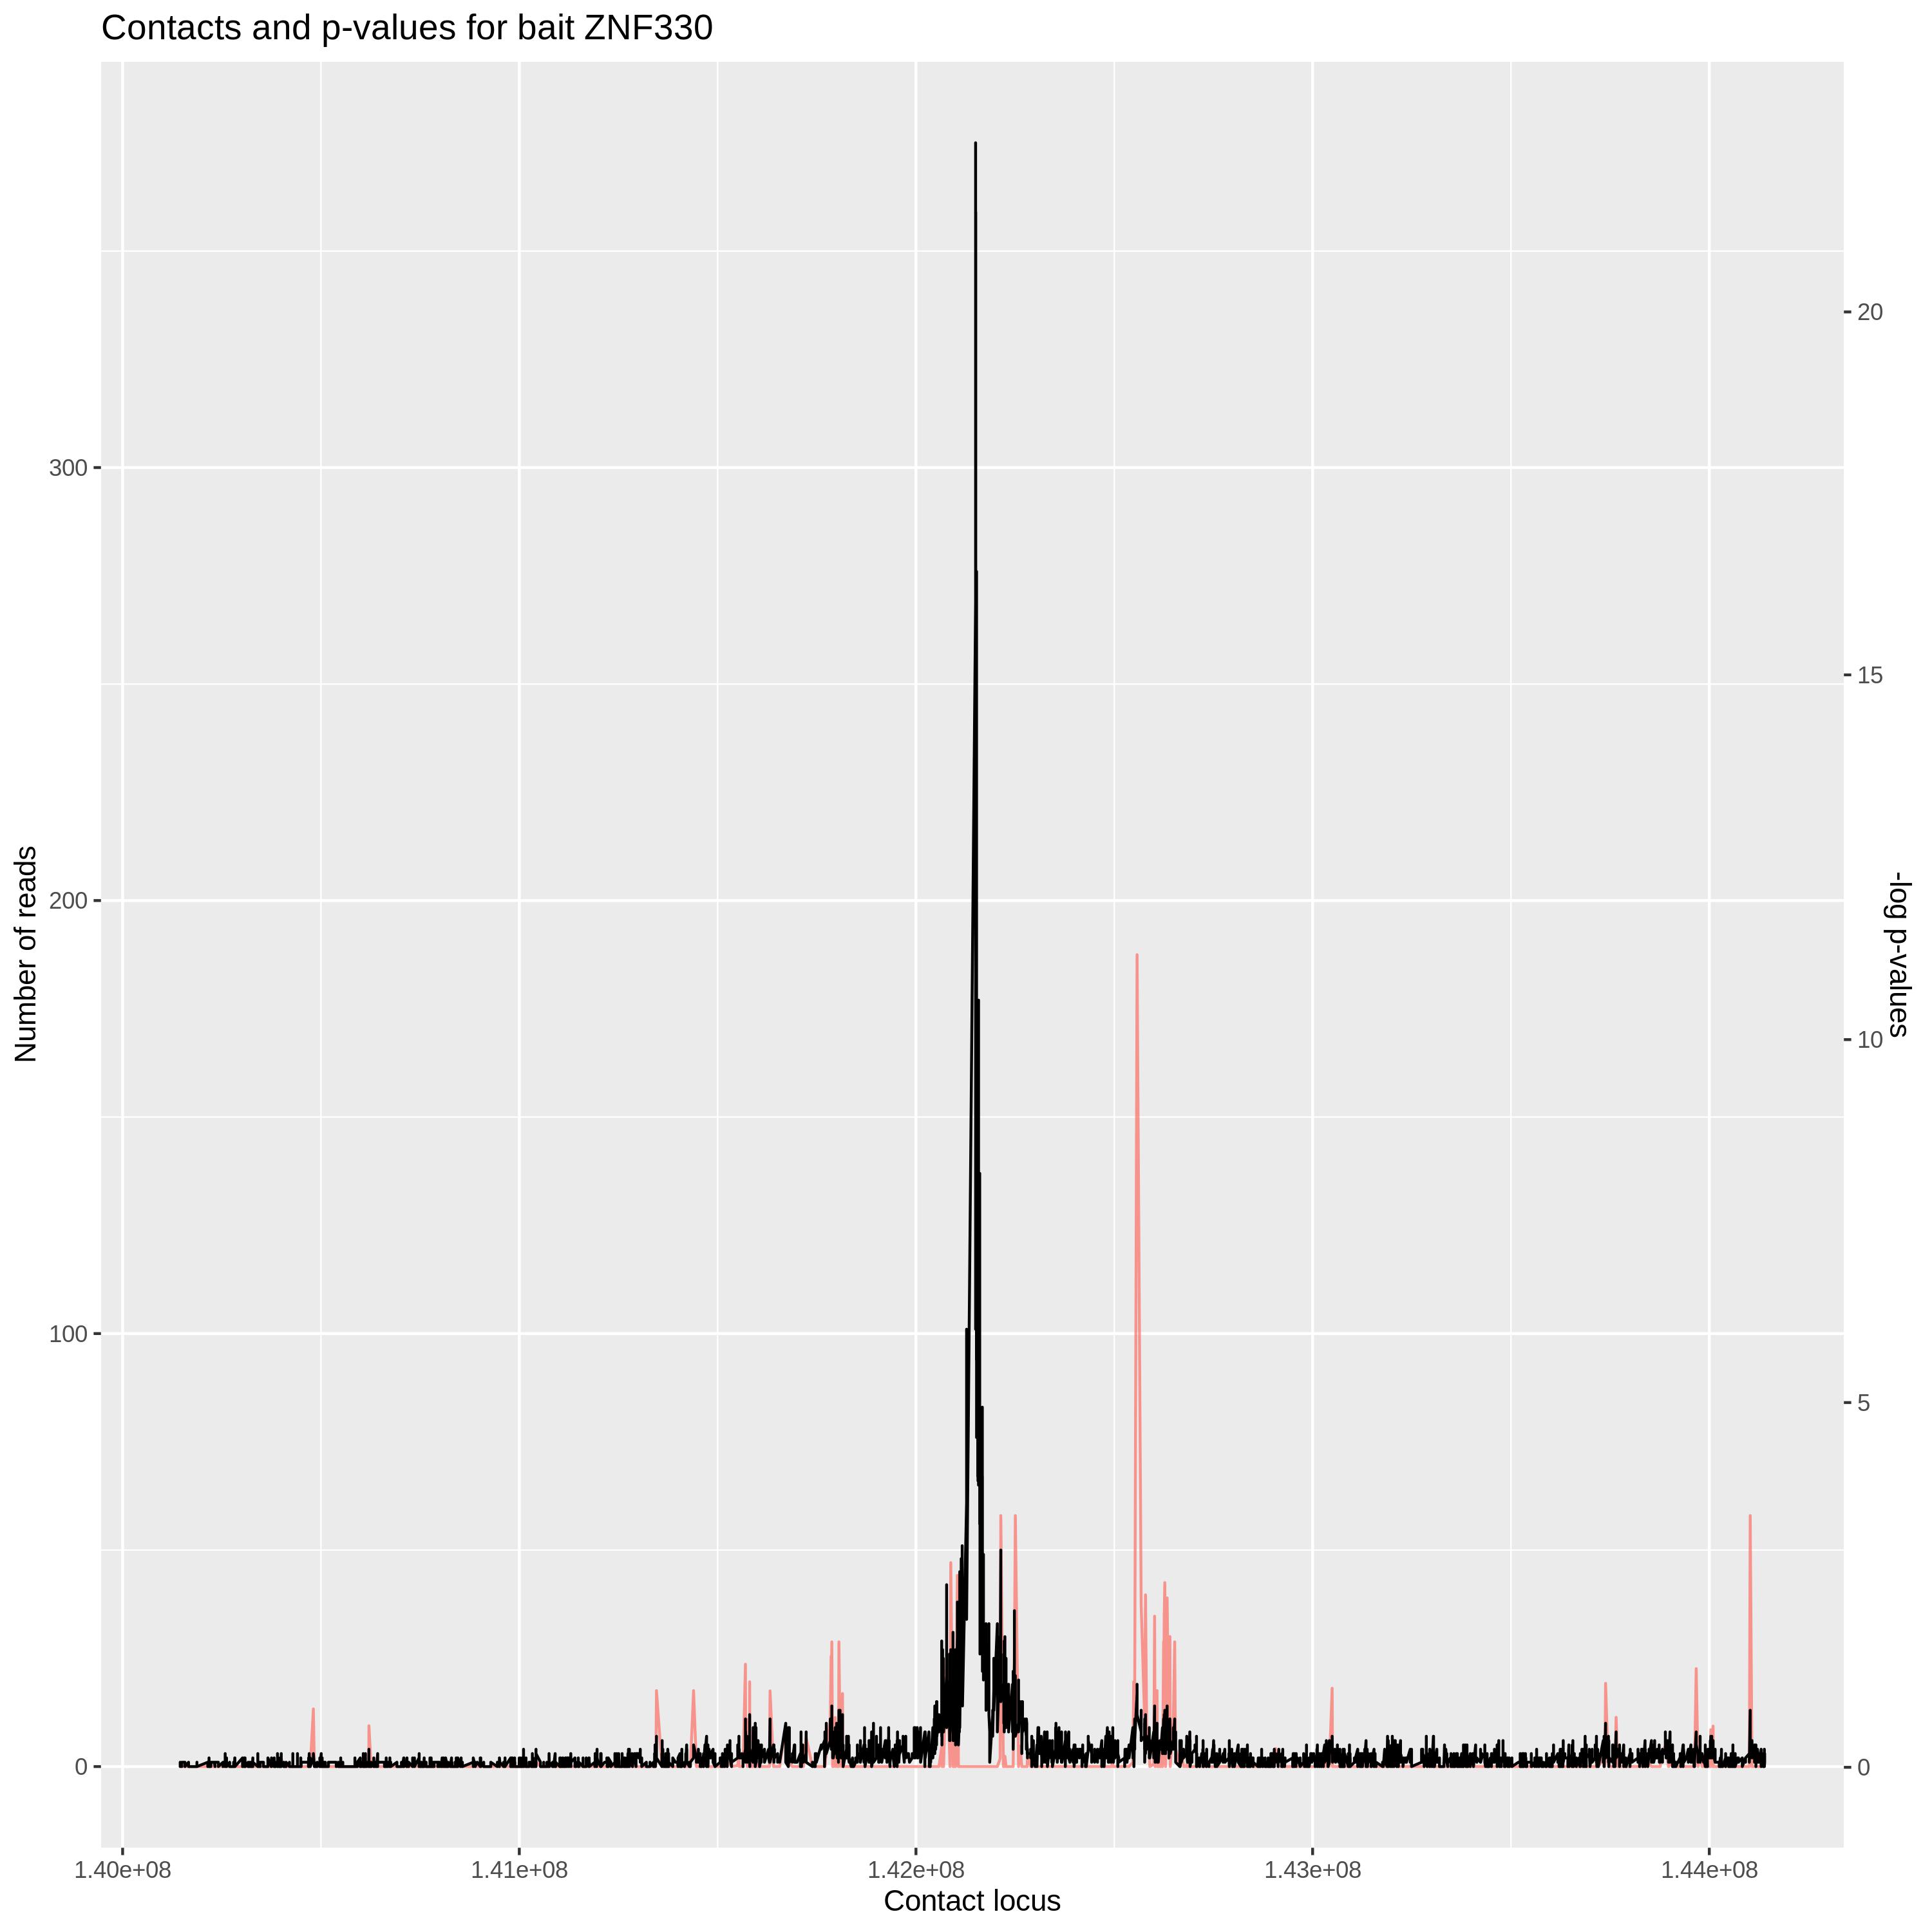 Contacts and p-values for bait ZNF330
Number of reads
300
200
100
0
20
15
10
5
0
-log p-values
1.40e+08
1.41e+08
1.42e+08
1.43e+08
1.44e+08
Contact locus